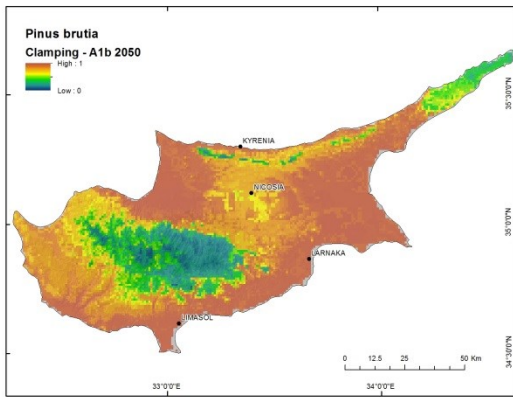 Pinus brutia
Clamping - A1b 2050
High : 1
Low : 0
KYRENIA
NICOSIA
LARNAKA
LIMASOL
35°30'0"N
35°0'0"N
34°30'0"N
0 12.5 25 50 Km
33°0'0"E 34°0'0"E